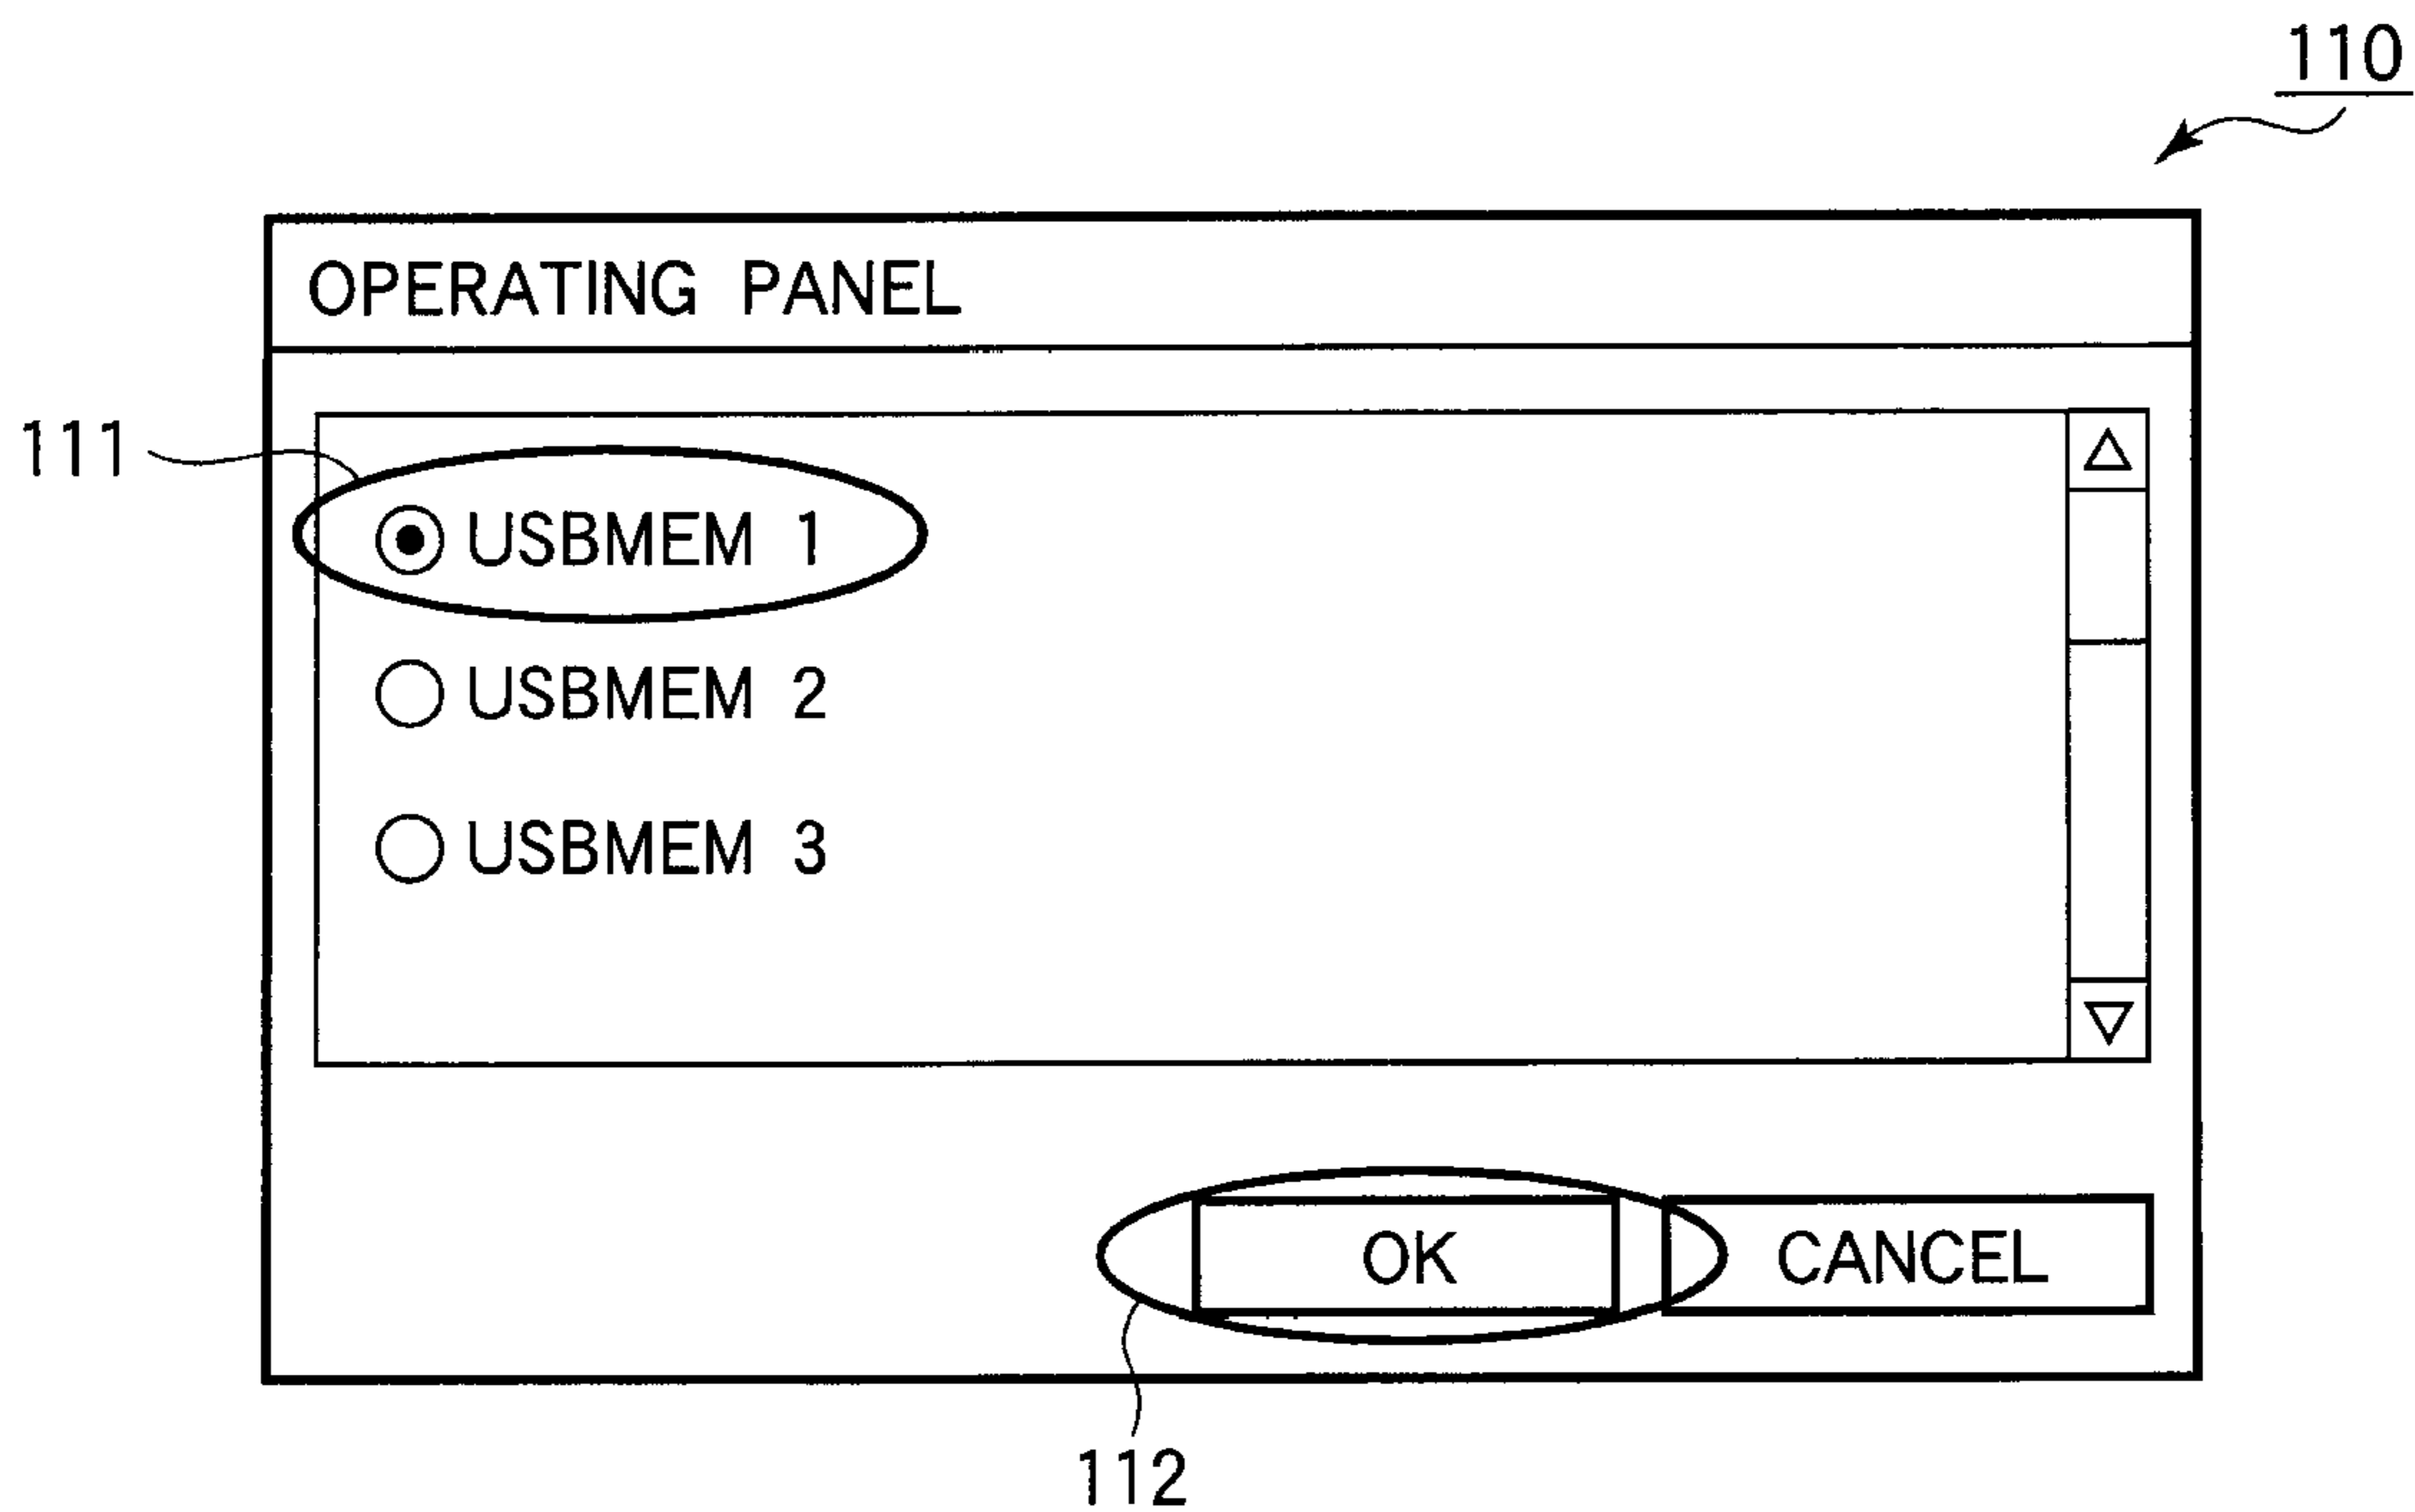 110
OPERATING PANEL
111
USBMEM 1
USBMEM 2
USBMEM 3
OK
CANCEL
112